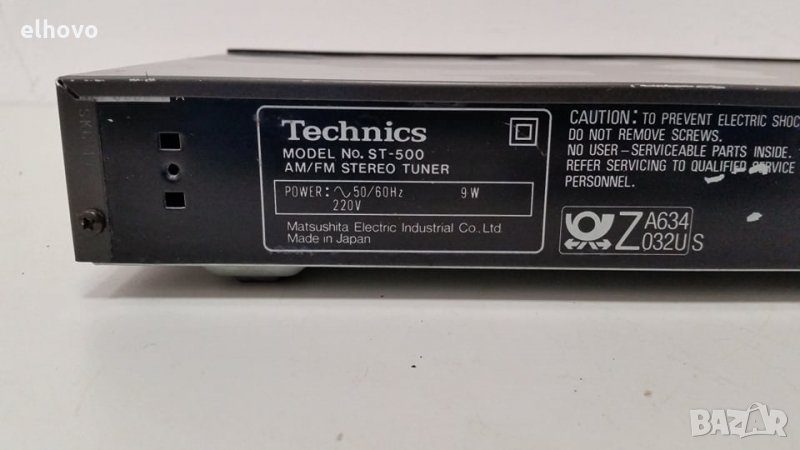 elhovo
Technics
MODEL No. ST-500
AM/FM STEREO TUNER
POWER: ∿50/60Hz 9W
220V
Matsushita Electric Industrial Co., Ltd
Made in Japan
CAUTION: TO PREVENT ELECTRIC SHOC
DO NOT REMOVE SCREWS.
NO USER-SERVICEABLE PARTS INSIDE.
REFER SERVICING TO QUALIFIED SERVICE
PERSONNEL.
Z A634
032U S
BAZAR